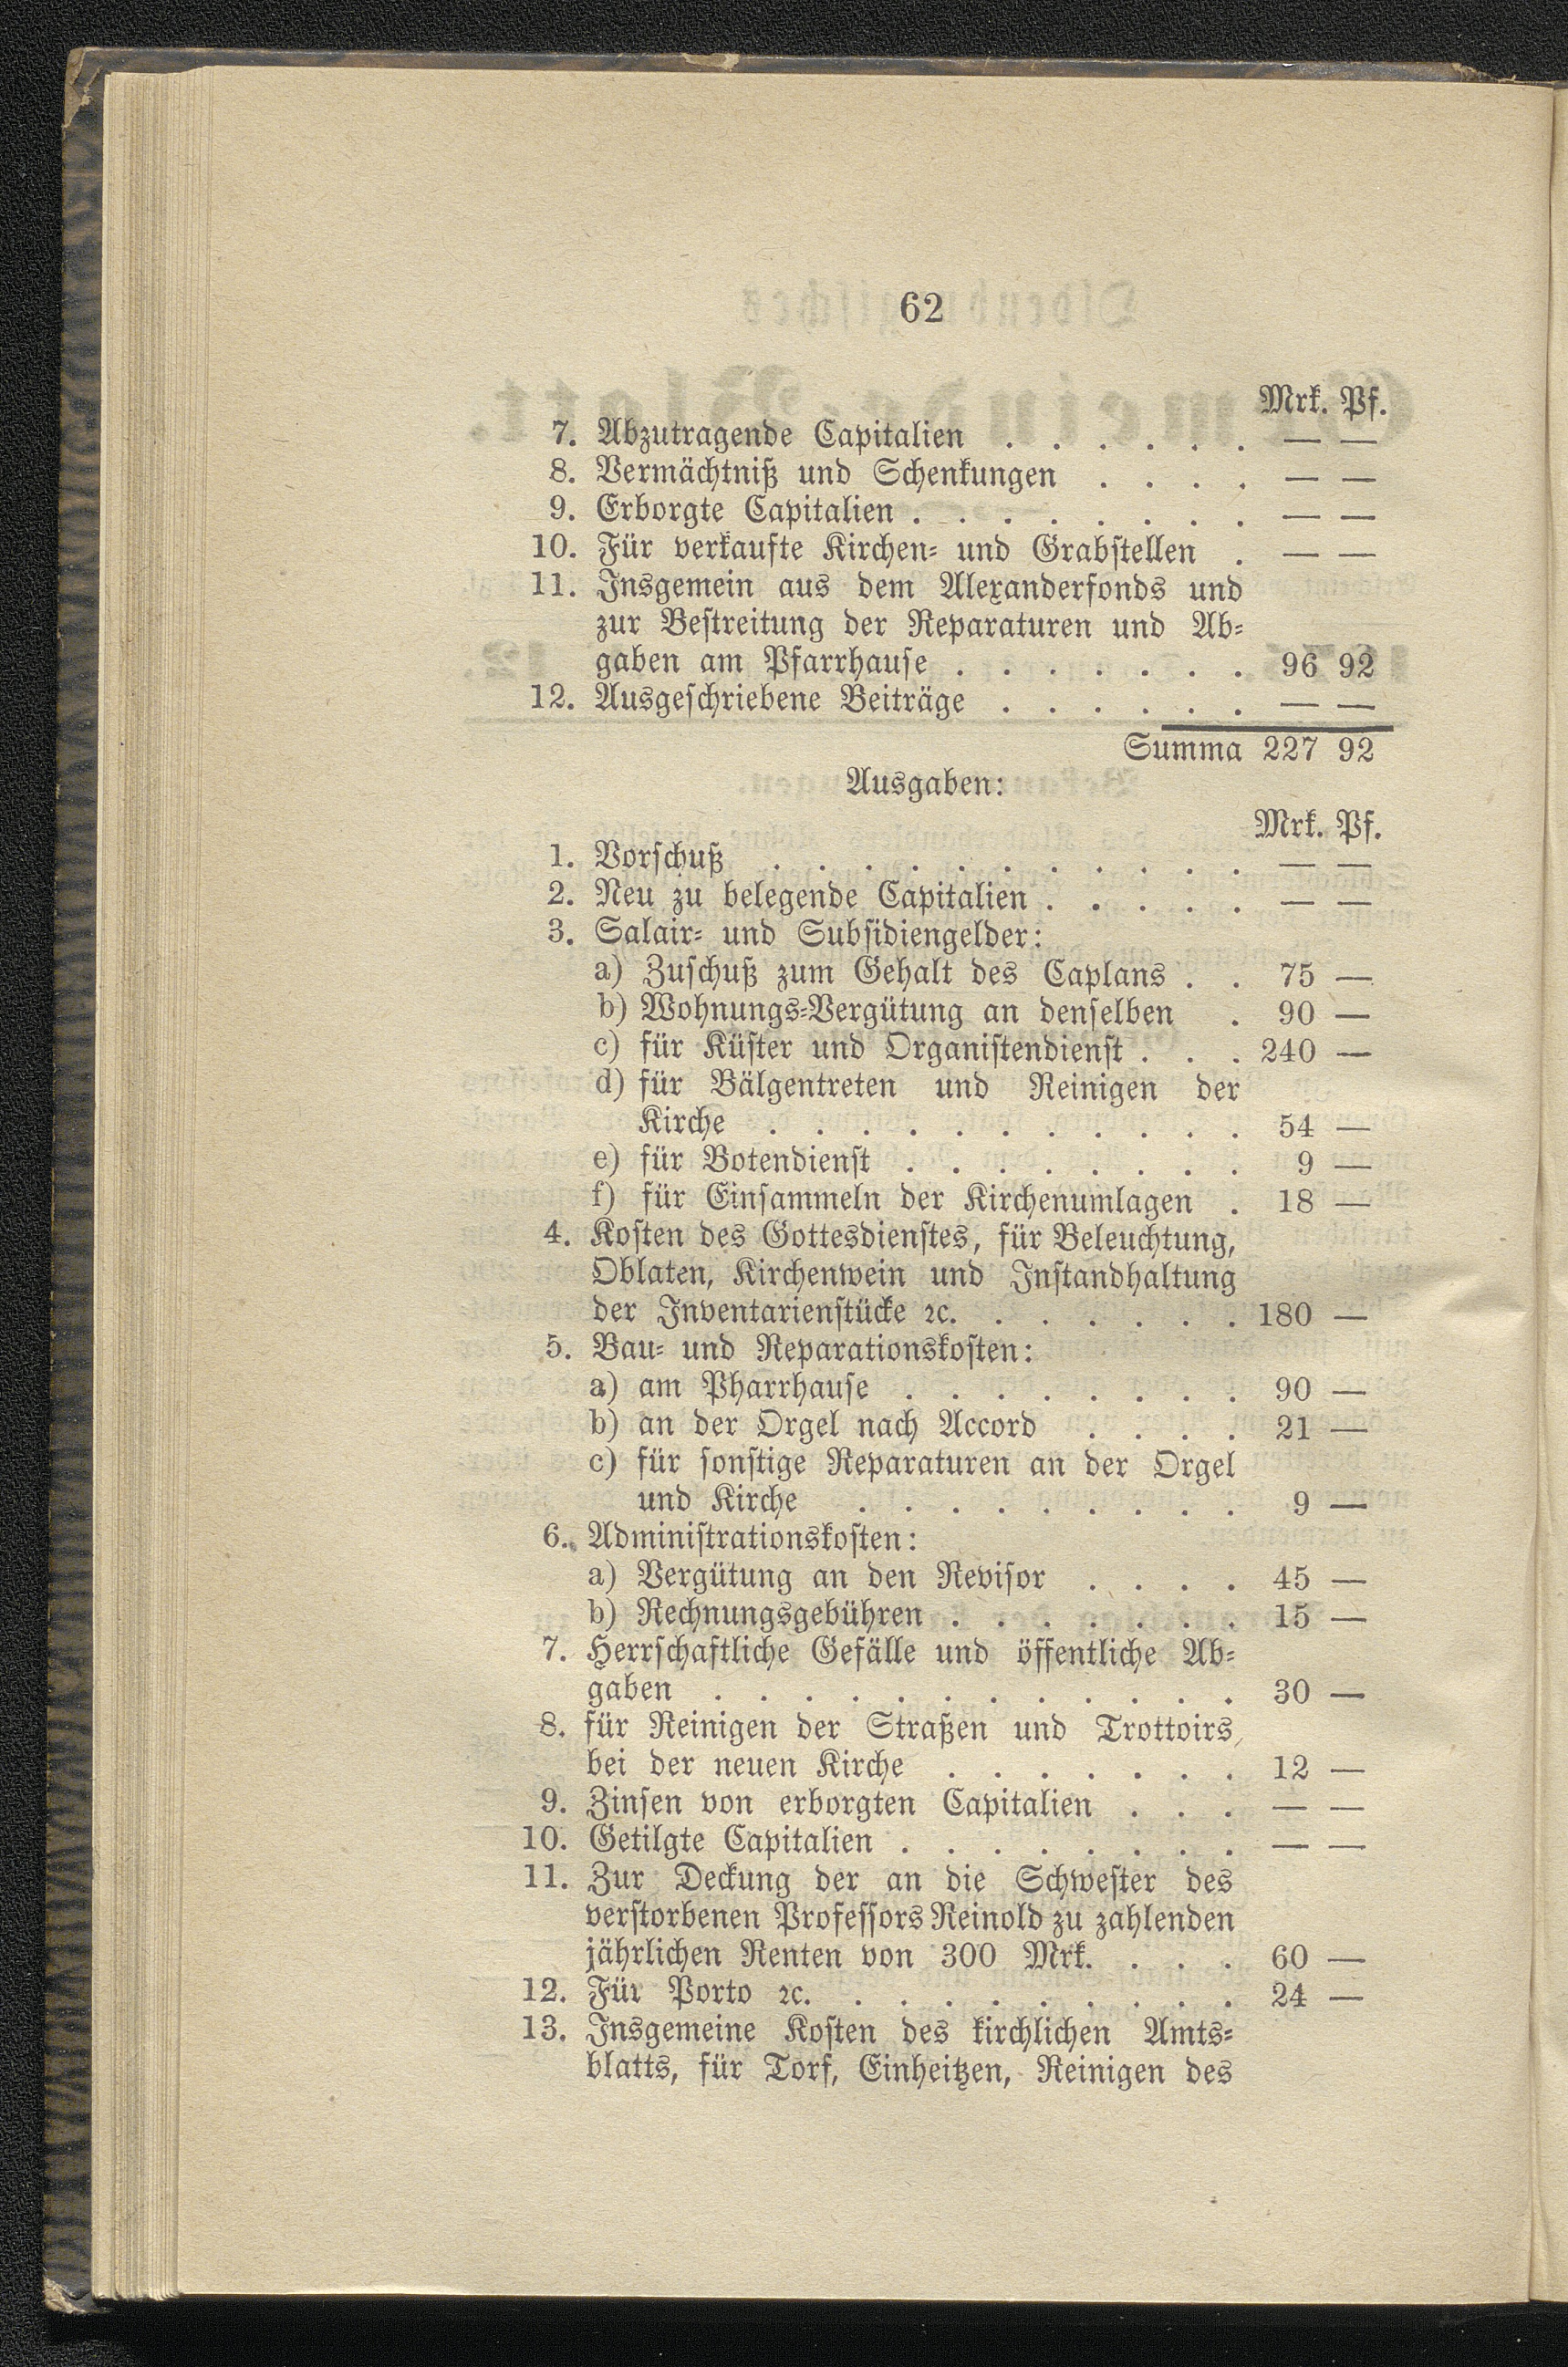 62
Mrk. Pf.
7. Abzutragende Capitalien . . . . . . — —
8. Vermächtniß und Schenkungen . . . . — —
9. Erborgte Capitalien . . . . . . . . — —
10. Für verkaufte Kirchen- und Grabstellen . — —
11. Insgemein aus dem Alexanderfonds und
zur Bestreitung der Reparaturen und Ab-
gaben am Pfarrhause . . . . . . . 96 92
12. Ausgeschriebene Beiträge . . . . . . — —
Summa 227 92
Ausgaben:
Mrk. Pf.
1. Vorschuß . . . . . . . . . . . — —
2. Neu zu belegende Capitalien . . . . . — —
3. Salair- und Subsidiengelder:
a) Zuschuß zum Gehalt des Caplans . . 75 —
b) Wohnungs-Vergütung an denselben . 90 —
c) für Küster und Organistendienst . . . 240 —
d) für Bälgentreten und Reinigen der
Kirche . . . . . . . . . . . 54 —
e) für Botendienst . . . . . . . . 9 —
f) für Einsammeln der Kirchenumlagen . 18 —
4. Kosten des Gottesdienstes, für Beleuchtung,
Oblaten, Kirchenwein und Instandhaltung
der Inventarienstücke ꝛc. . . . . . . 180 —
5. Bau- und Reparationskosten:
a) am Pharrhause . . . . . . . . 90 —
b) an der Orgel nach Accord . . . . 21 —
c) für sonstige Reparaturen an der Orgel
und Kirche . . . . . . . . . 9 —
6. Administrationskosten:
a) Vergütung an den Revisor . . . . 45 —
b) Rechnungsgebühren . . . . . . . 15 —
7. Herrschaftliche Gefälle und öffentliche Ab-
gaben . . . . . . . . . . . . 30 —
8. für Reinigen der Straßen und Trottoirs,
bei der neuen Kirche . . . . . . . 12 —
9. Zinsen von erborgten Capitalien . . . — —
10. Getilgte Capitalien . . . . . . . . — —
11. Zur Deckung der an die Schwester des
verstorbenen Professors Reinold zu zahlenden
jährlichen Renten von 300 Mrk. . . . 60 —
12. Für Porto ꝛc. . . . . . . . . . 24 —
13. Insgemeine Kosten des kirchlichen Amts-
blatts, für Torf, Einheitzen, Reinigen des